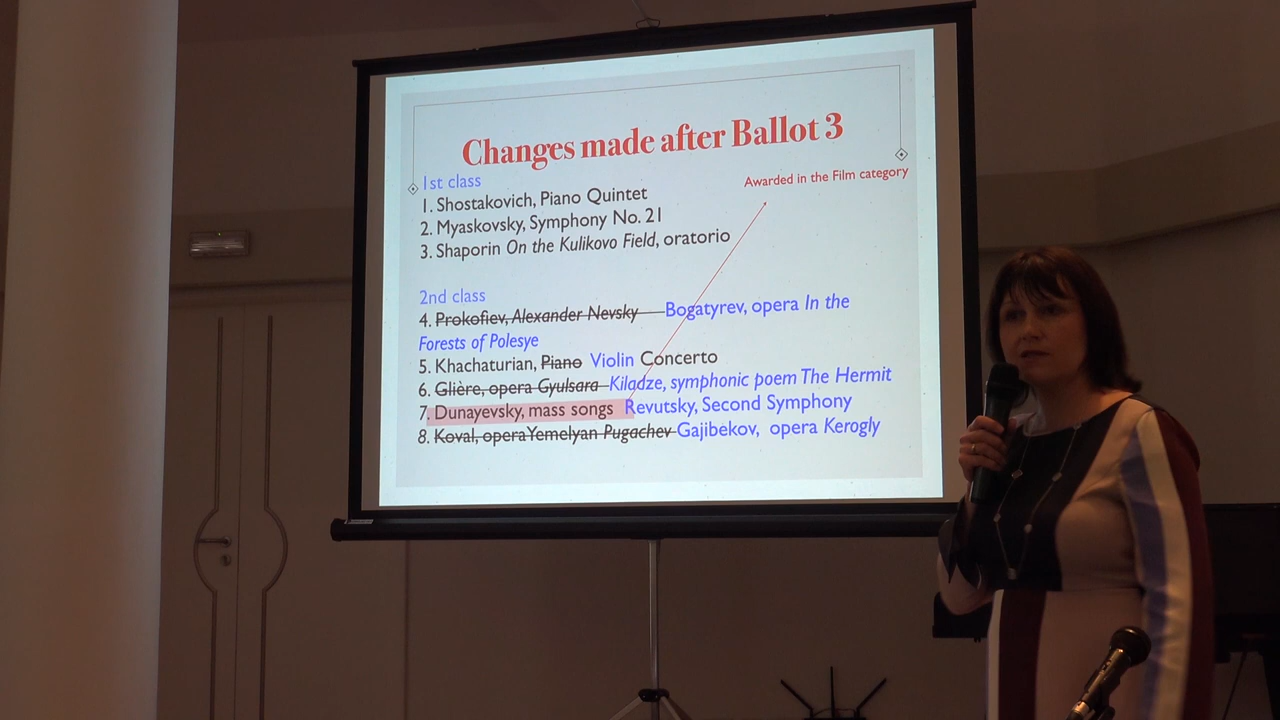 Changes made after Ballot 3
Awarded in the Film category
1st class
1. Shostakovich, Piano Quintet
2. Myaskovsky, Symphony No. 21
3. Shaporin On the Kulikovo Field, oratorio
2nd class
4. Prokofiev, Alexander Nevsky Bogatyrev, opera In the
Forests of Polesye
5. Khachaturian, Piano Violin Concerto
6. Glière, opera Gyulsara Kiladze, symphonic poem The Hermit
7. Dunayevsky, mass songs Revutsky, Second Symphony
8. Koval, opera Yemelyan Pugachev Gajibekov, opera Kerogly